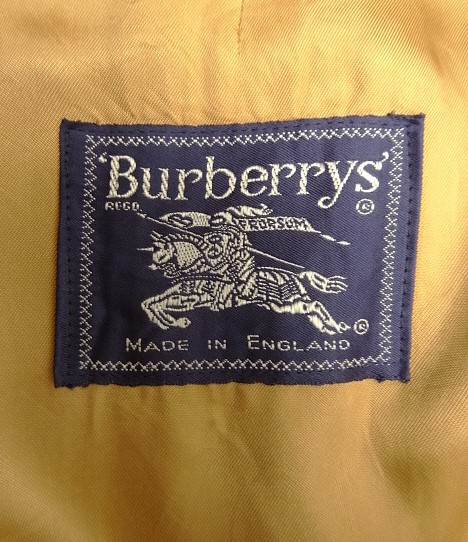 'Burberrys'
REGD. ®
PRORSUM
®
MADE IN ENGLAND